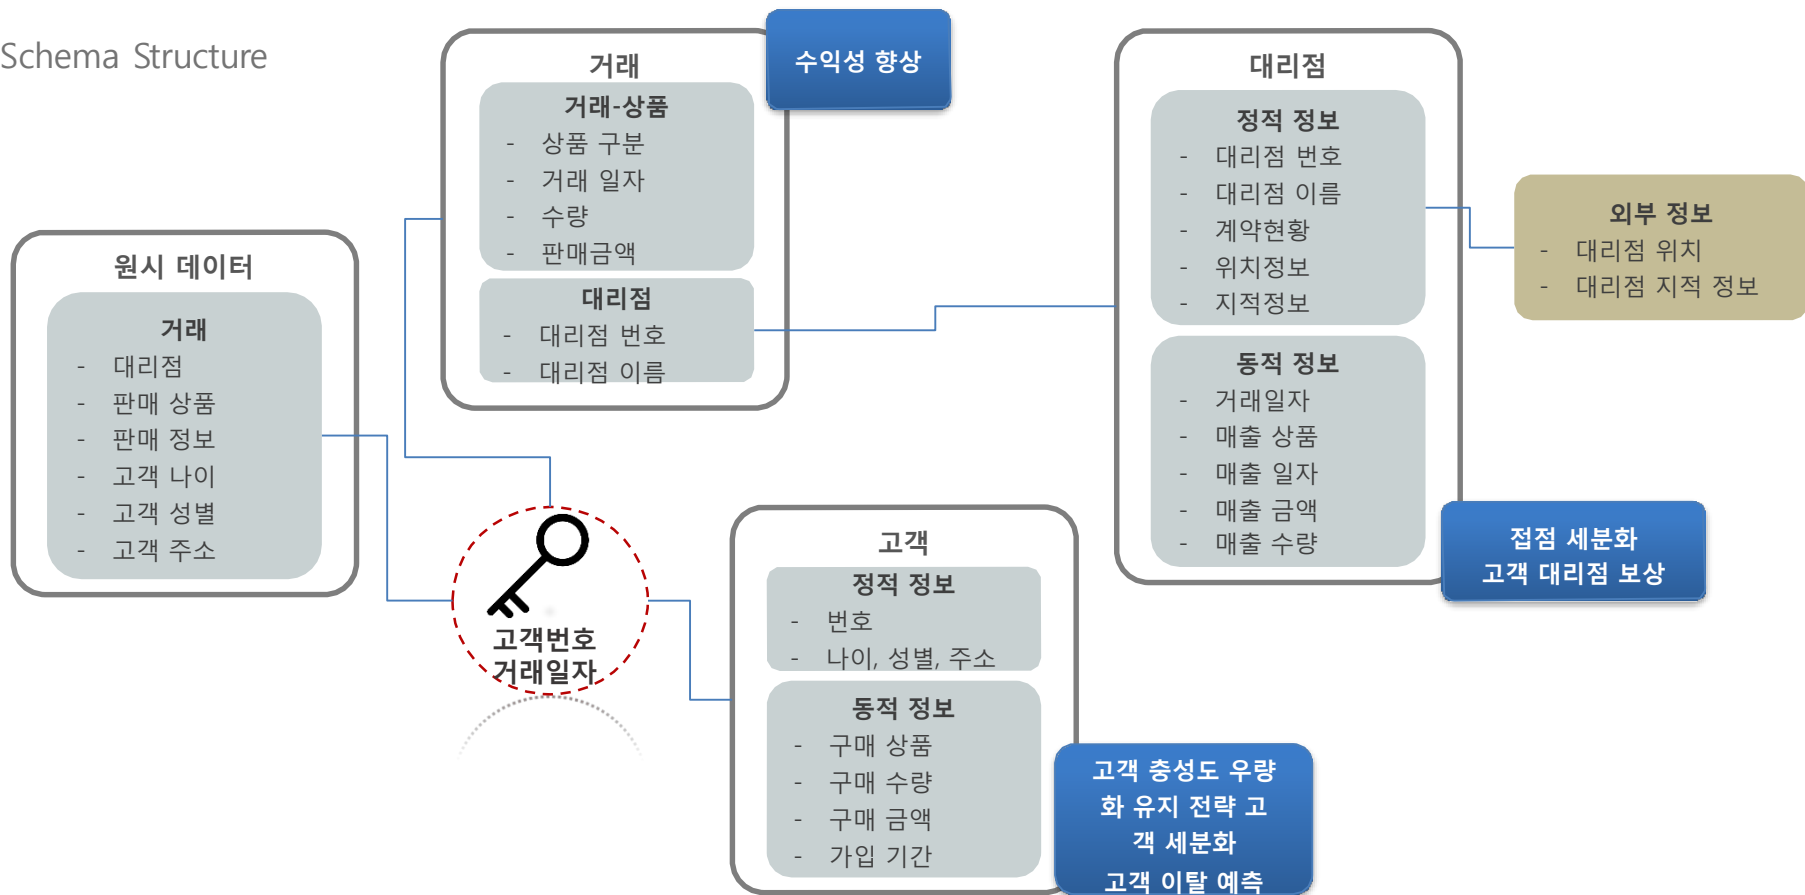 Schema Structure
원시 데이터
거래
- 대리점
- 판매 상품
- 판매 정보
- 고객 나이
- 고객 성별
- 고객 주소
거래
거래-상품
- 상품 구분
- 거래 일자
- 수량
- 판매금액
대리점
- 대리점 번호
- 대리점 이름
수익성 향상
고객번호
거래일자
고객
정적 정보
- 번호
- 나이, 성별, 주소
동적 정보
- 구매 상품
- 구매 수량
- 구매 금액
- 가입 기간
고객 충성도 우량
화 유지 전략 고
객 세분화
고객 이탈 예측
대리점
정적 정보
- 대리점 번호
- 대리점 이름
- 계약현황
- 위치정보
- 지적정보
동적 정보
- 거래일자
- 매출 상품
- 매출 일자
- 매출 금액
- 매출 수량
접점 세분화
고객 대리점 보상
외부 정보
- 대리점 위치
- 대리점 지적 정보